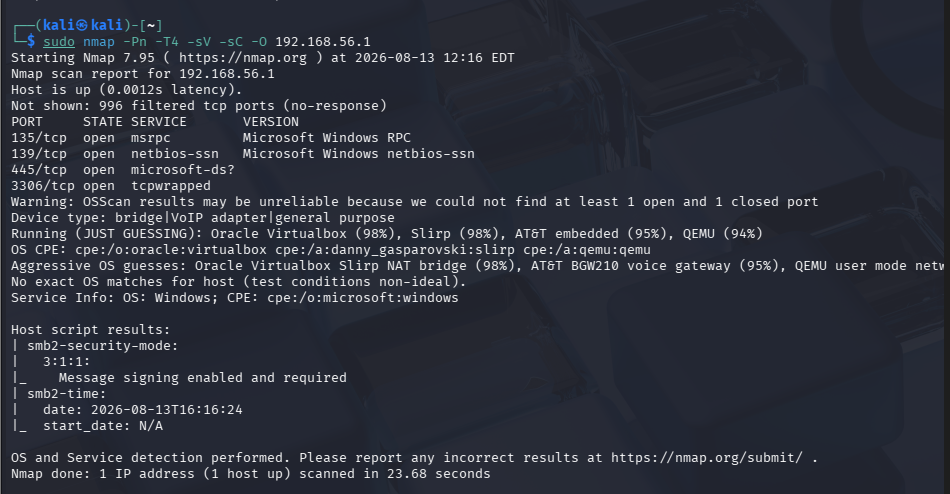 ┌──(kali㉿kali)-[~]
└─$ sudo nmap -Pn -T4 -sV -sC -O 192.168.56.1
Starting Nmap 7.95 ( https://nmap.org ) at 2026-08-13 12:16 EDT
Nmap scan report for 192.168.56.1
Host is up (0.0012s latency).
Not shown: 996 filtered tcp ports (no-response)
PORT     STATE SERVICE       VERSION
135/tcp  open  msrpc         Microsoft Windows RPC
139/tcp  open  netbios-ssn   Microsoft Windows netbios-ssn
445/tcp  open  microsoft-ds?
3306/tcp open  tcpwrapped
Warning: OSScan results may be unreliable because we could not find at least 1 open and 1 closed port
Device type: bridge|VoIP adapter|general purpose
Running (JUST GUESSING): Oracle Virtualbox (98%), Slirp (98%), AT&T embedded (95%), QEMU (94%)
OS CPE: cpe:/o:oracle:virtualbox cpe:/a:danny_gasparovski:slirp cpe:/a:qemu:qemu
Aggressive OS guesses: Oracle Virtualbox Slirp NAT bridge (98%), AT&T BGW210 voice gateway (95%), QEMU user mode netw
No exact OS matches for host (test conditions non-ideal).
Service Info: OS: Windows; CPE: cpe:/o:microsoft:windows

Host script results:
| smb2-security-mode:
|   3:1:1:
|_    Message signing enabled and required
| smb2-time:
|   date: 2026-08-13T16:16:24
|_  start_date: N/A

OS and Service detection performed. Please report any incorrect results at https://nmap.org/submit/ .
Nmap done: 1 IP address (1 host up) scanned in 23.68 seconds